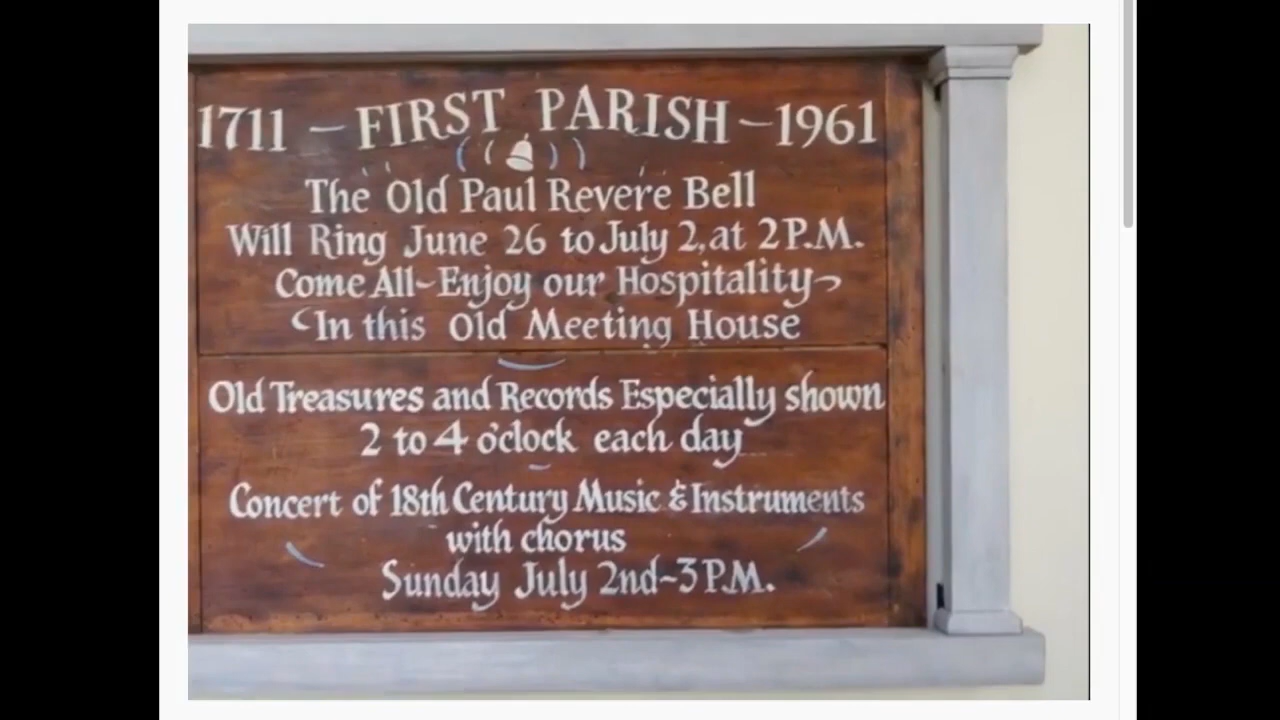 1711 – FIRST PARISH – 1961
The Old Paul Revere Bell
Will Ring June 26 to July 2, at 2 P.M.
Come All ~ Enjoy our Hospitality
In this Old Meeting House
Old Treasures and Records Especially shown
2 to 4 o'clock each day
Concert of 18th Century Music & Instruments
with chorus
Sunday July 2nd ~ 3 P.M.